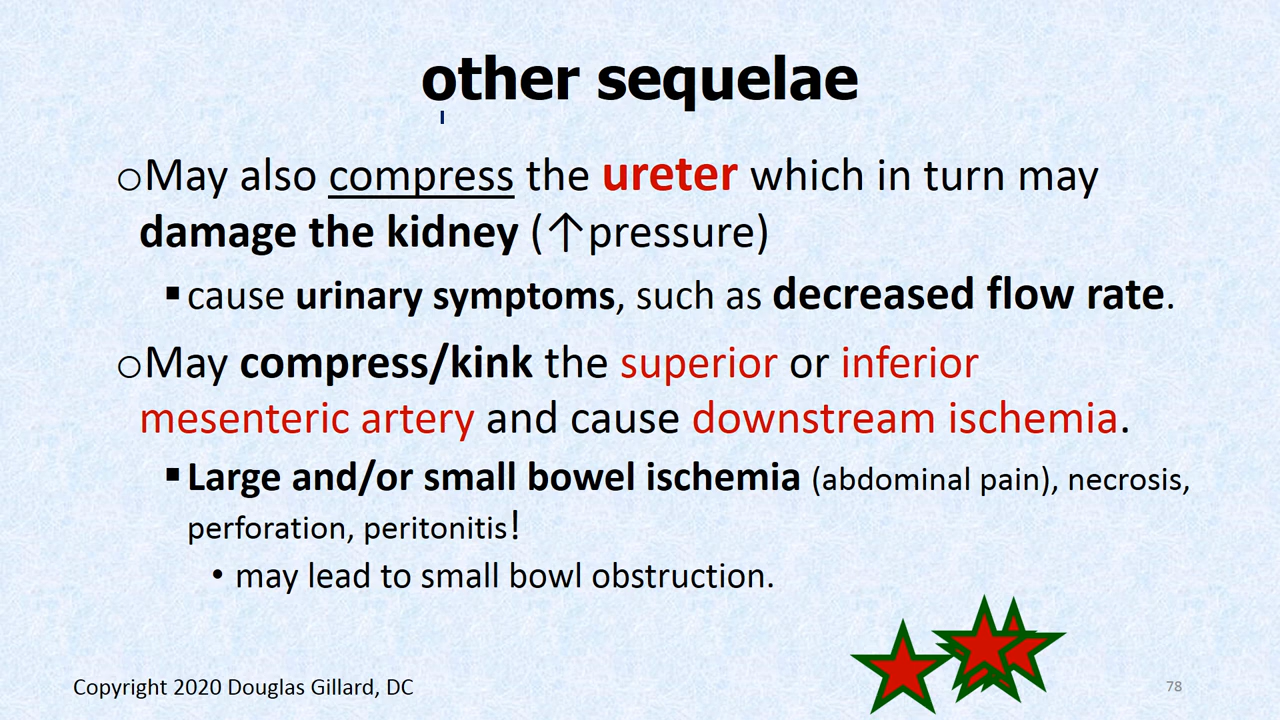 other sequelae
○May also compress the ureter which in turn may
damage the kidney (↑pressure)
▪cause urinary symptoms, such as decreased flow rate.
○May compress/kink the superior or inferior
mesenteric artery and cause downstream ischemia.
▪Large and/or small bowel ischemia (abdominal pain), necrosis,
perforation, peritonitis!
• may lead to small bowl obstruction.
Copyright 2020 Douglas Gillard, DC
78